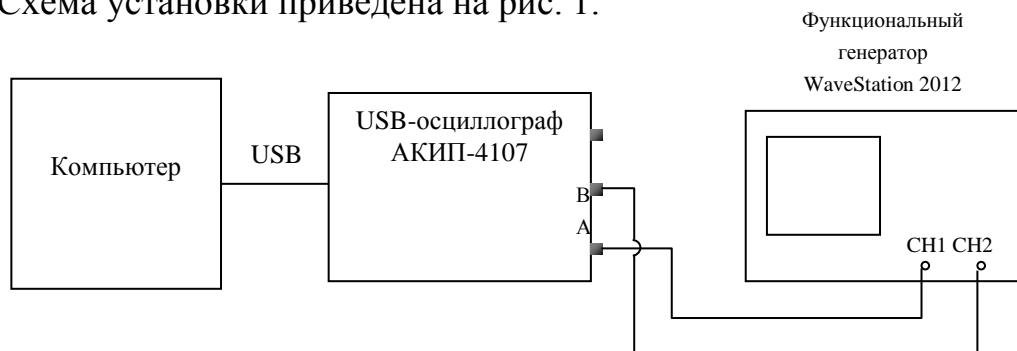 Схема установки приведена на рис. 1.
Функциональный
генератор
WaveStation 2012
Компьютер
USB
USB-осциллограф
АКИП-4107
B
A
CH1 CH2